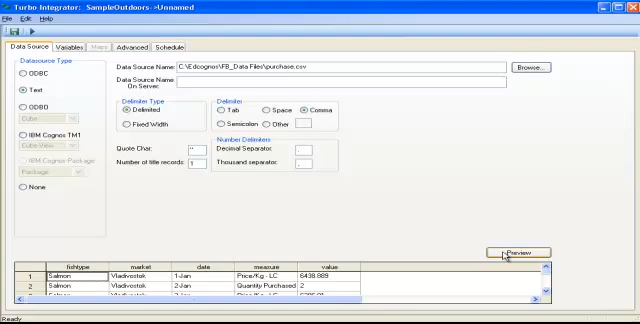 Turbo Integrator: SampleOutdoors->Unnamed
File Edit Help
Data Source Variables Maps Advanced Schedule
Datasource Type
ODBC
Text
ODBO
Cube
IBM Cognos TM1
Cube View
IBM Cognos Package
Package
None
Data Source Name: C:\Edcognos\FB_Data Files\purchase.csv Browse...
Data Source Name On Server:
Delimiter Type
Delimited
Fixed Width
Delimiter
Tab Space Comma
Semicolon Other
Quote Char: "
Number of title records: 1
Number Delimiters
Decimal Separator: .
Thousand separator: ,
Preview
fishtype market date measure value
1 Salmon Vladivostok 1-Jan Price/Kg - LC 6438.889
2 Salmon Vladivostok 2-Jan Quantity Purchased 2
Ready